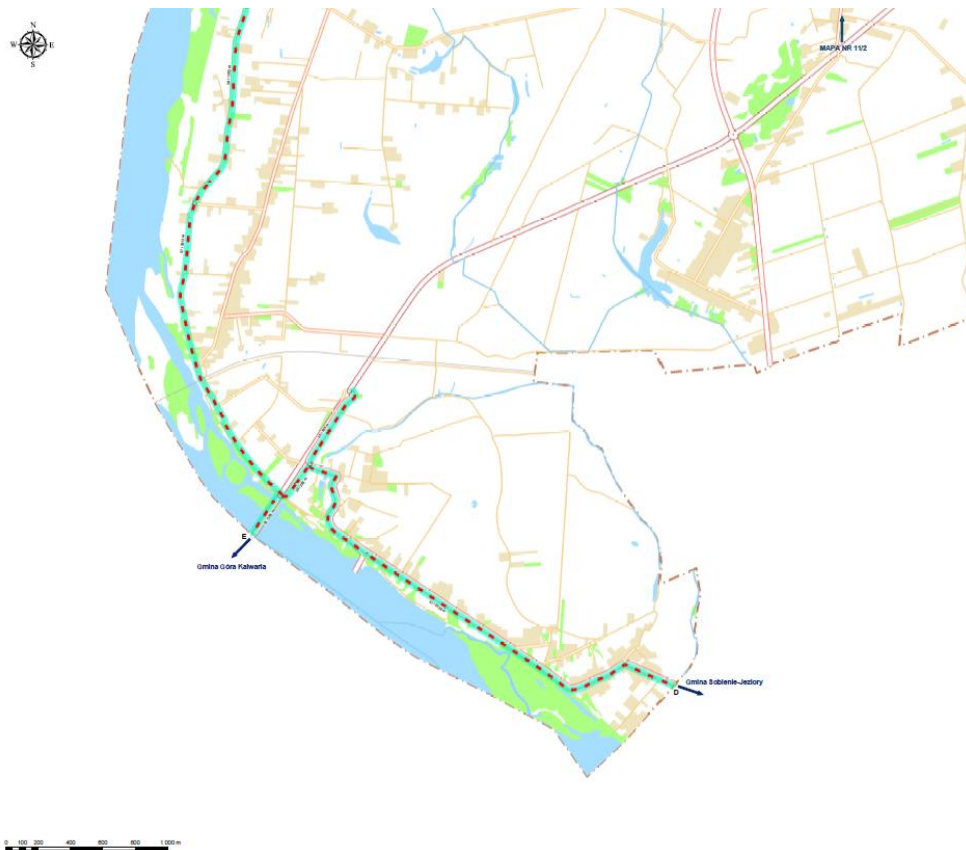 N
W E
S
MAPA NR 11/2
E
Gmina Góra Kalwaria
Gmina Sobienie-Jeziory
D
0 100 200 400 600 800 1 000 m